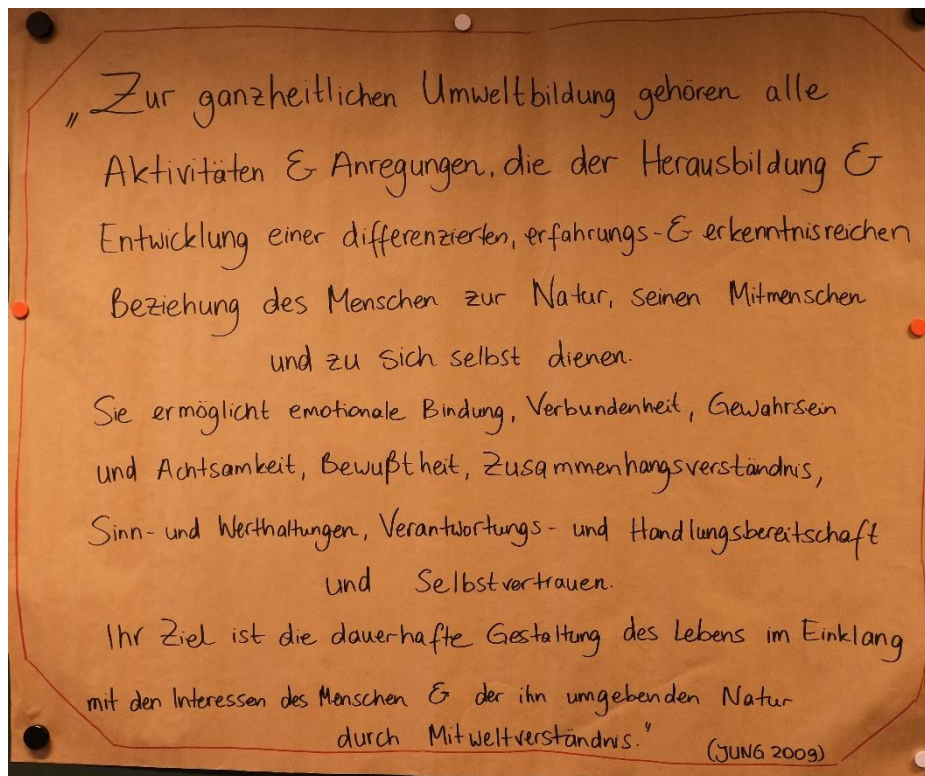 „Zur ganzheitlichen Umweltbildung gehören alle
Aktivitäten & Anregungen, die der Herausbildung &
Entwicklung einer differenzierten, erfahrungs- & erkenntnisreichen
Beziehung des Menschen zur Natur, seinen Mitmenschen
und zu sich selbst dienen.
Sie ermöglicht emotionale Bindung, Verbundenheit, Gewahrsein
und Achtsamkeit, Bewußtheit, Zusammenhangsverständnis,
Sinn- und Werthaltungen, Verantwortungs- und Handlungsbereitschaft
und Selbstvertrauen.
Ihr Ziel ist die dauerhafte Gestaltung des Lebens im Einklang
mit den Interessen des Menschen & der ihn umgebenden Natur
durch Mitweltverständnis."
(JUNG 2009)